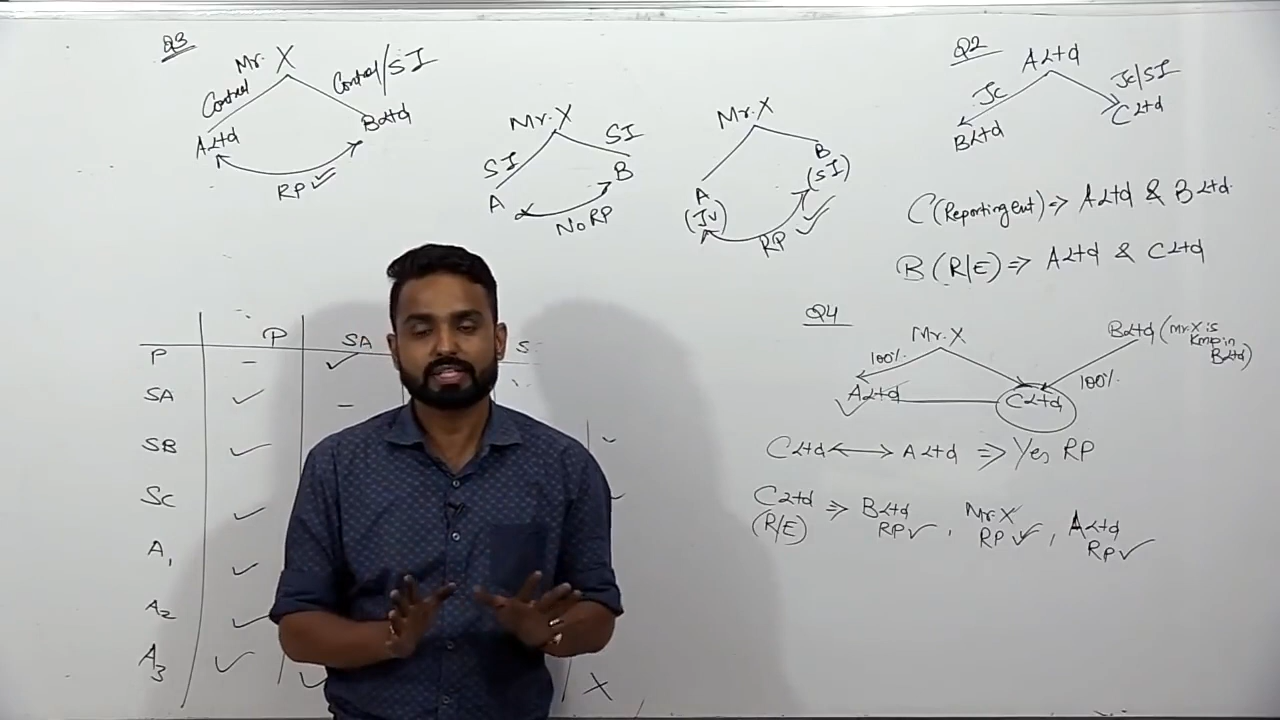 Q3
Mr. X
Control
Control/SI
A Ltd
B Ltd
RP ✓
Mr. X
SI
SI
A
B
No RP
Mr. X
A
(Jv)
B
(SI)
RP ✓
Q2
A Ltd
Jc
Jc/SI
B Ltd
C Ltd
C (Reporting ent) => A Ltd & B Ltd.
B (R/E) => A Ltd & C Ltd
Q4
Mr. X
B Ltd (Mr. X is
Kmp in
B Ltd)
100%
100%.
A Ltd
C Ltd
C Ltd <-> A Ltd => Yes RP
C Ltd => B Ltd, Mr X, A Ltd
(R/E) RP ✓ RP ✓ RP ✓
P SA S
P – ✓
SA ✓ –
SB ✓
SC ✓
A1 ✓
A2 ✓
A3 ✓ ✓ X